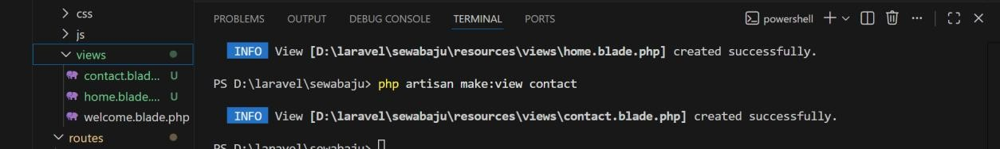 css
js
views
contact.blad... U
home.blade.... U
welcome.blade.php
routes
PROBLEMS OUTPUT DEBUG CONSOLE TERMINAL PORTS powershell
INFO View [D:\laravel\sewabaju\resources\views\home.blade.php] created successfully.
PS D:\laravel\sewabaju> php artisan make:view contact
INFO View [D:\laravel\sewabaju\resources\views\contact.blade.php] created successfully.
PS D:\laravel\sewabaju>